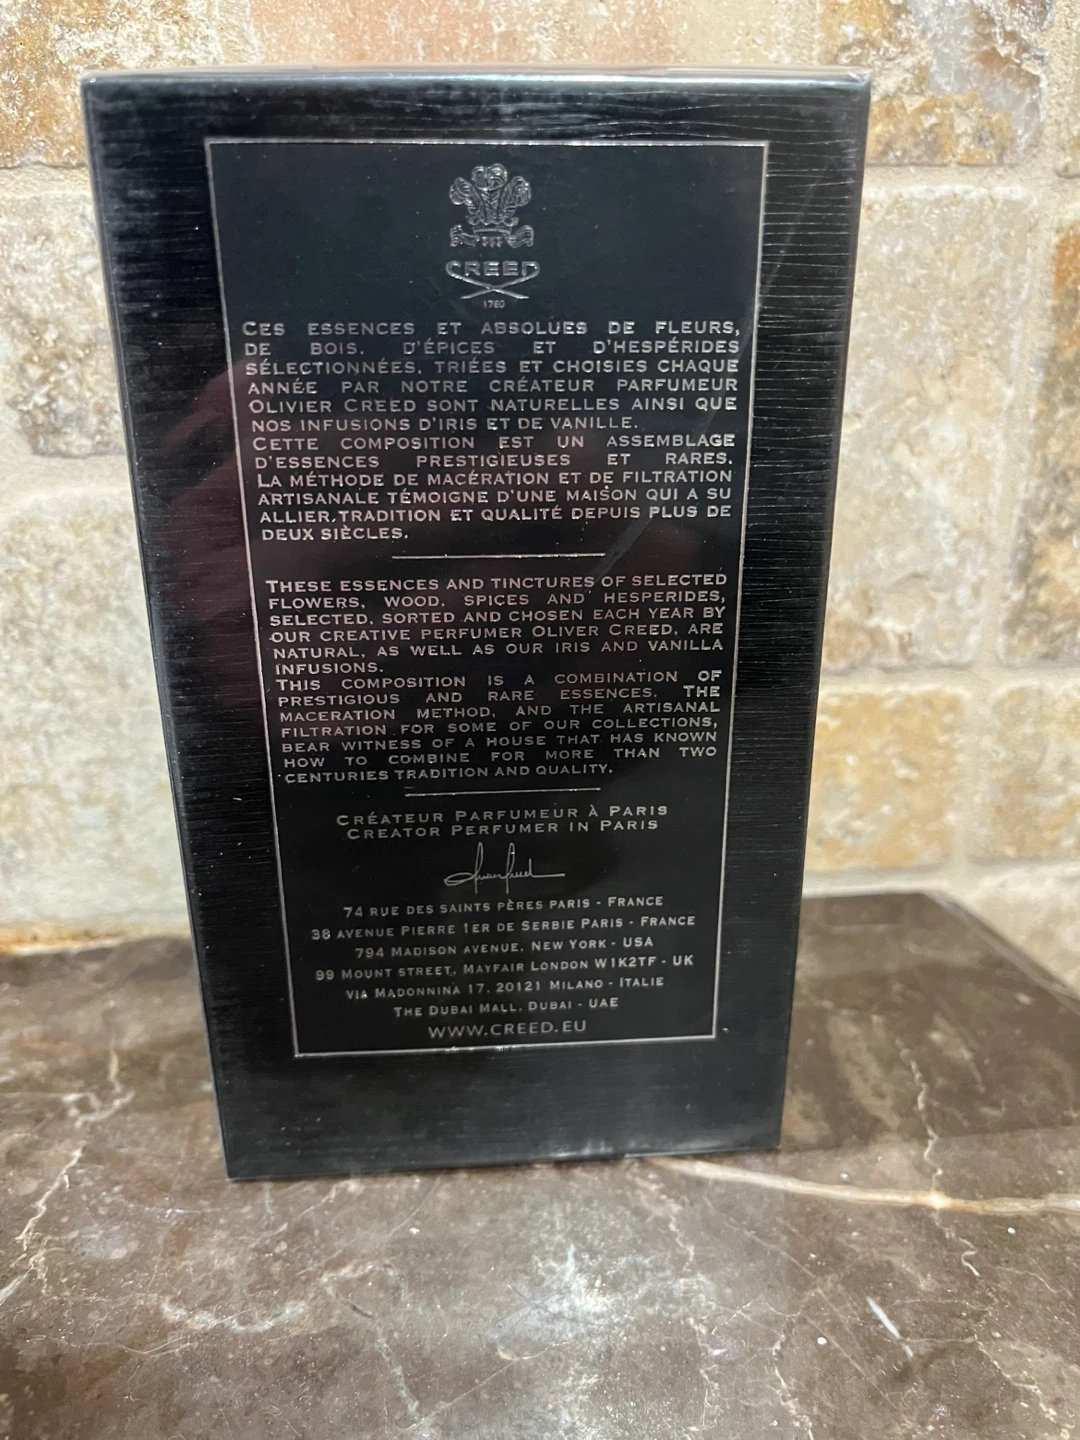 CREED
1760
CES ESSENCES ET ABSOLUES DE FLEURS,
DE BOIS, D'ÉPICES ET D'HESPÉRIDES
SÉLECTIONNÉES, TRIÉES ET CHOISIES CHAQUE
ANNÉE PAR NOTRE CRÉATEUR PARFUMEUR
OLIVIER CREED SONT NATURELLES AINSI QUE
NOS INFUSIONS D'IRIS ET DE VANILLE.
CETTE COMPOSITION EST UN ASSEMBLAGE
D'ESSENCES PRESTIGIEUSES ET RARES.
LA MÉTHODE DE MACÉRATION ET DE FILTRATION
ARTISANALE TÉMOIGNE D'UNE MAISON QUI A SU
ALLIER TRADITION ET QUALITÉ DEPUIS PLUS DE
DEUX SIÈCLES.
THESE ESSENCES AND TINCTURES OF SELECTED
FLOWERS, WOOD, SPICES AND HESPERIDES,
SELECTED, SORTED AND CHOSEN EACH YEAR BY
OUR CREATIVE PERFUMER OLIVER CREED, ARE
NATURAL, AS WELL AS OUR IRIS AND VANILLA
INFUSIONS.
THIS COMPOSITION IS A COMBINATION OF
PRESTIGIOUS AND RARE ESSENCES. THE
MACERATION METHOD, AND THE ARTISANAL
FILTRATION FOR SOME OF OUR COLLECTIONS,
BEAR WITNESS OF A HOUSE THAT HAS KNOWN
HOW TO COMBINE FOR MORE THAN TWO
CENTURIES TRADITION AND QUALITY.
CRÉATEUR PARFUMEUR À PARIS
CREATOR PERFUMER IN PARIS
74 RUE DES SAINTS PÈRES PARIS - FRANCE
38 AVENUE PIERRE 1ER DE SERBIE PARIS - FRANCE
794 MADISON AVENUE, NEW YORK - USA
99 MOUNT STREET, MAYFAIR LONDON W1K2TF - UK
VIA MADONNINA 17, 20121 MILANO - ITALIE
THE DUBAI MALL, DUBAI - UAE
WWW.CREED.EU